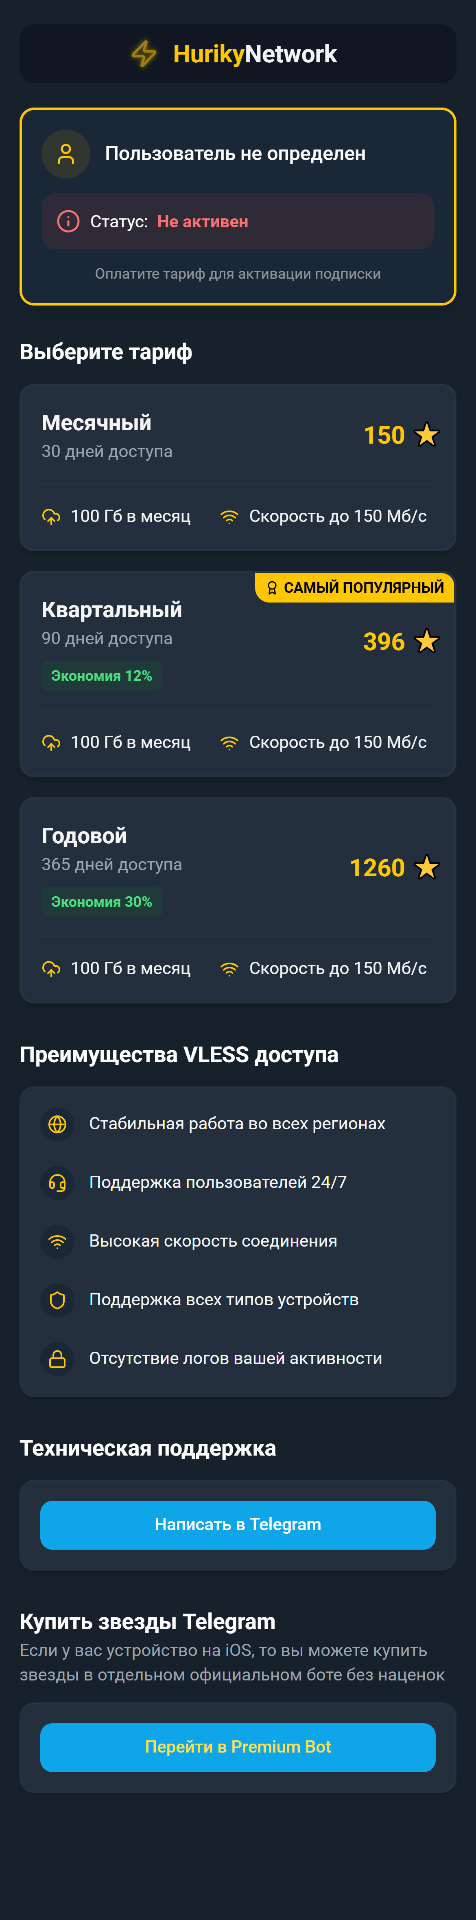 HurikyNetwork
Пользователь не определен
Статус: Не активен
Оплатите тариф для активации подписки
Выберите тариф
Месячный
30 дней доступа
150
100 Гб в месяц
Скорость до 150 Мб/с
САМЫЙ ПОПУЛЯРНЫЙ
Квартальный
90 дней доступа
396
Экономия 12%
100 Гб в месяц
Скорость до 150 Мб/с
Годовой
365 дней доступа
1260
Экономия 30%
100 Гб в месяц
Скорость до 150 Мб/с
Преимущества VLESS доступа
Стабильная работа во всех регионах
Поддержка пользователей 24/7
Высокая скорость соединения
Поддержка всех типов устройств
Отсутствие логов вашей активности
Техническая поддержка
Написать в Telegram
Купить звезды Telegram
Если у вас устройство на iOS, то вы можете купить
звезды в отдельном официальном боте без наценок
Перейти в Premium Bot